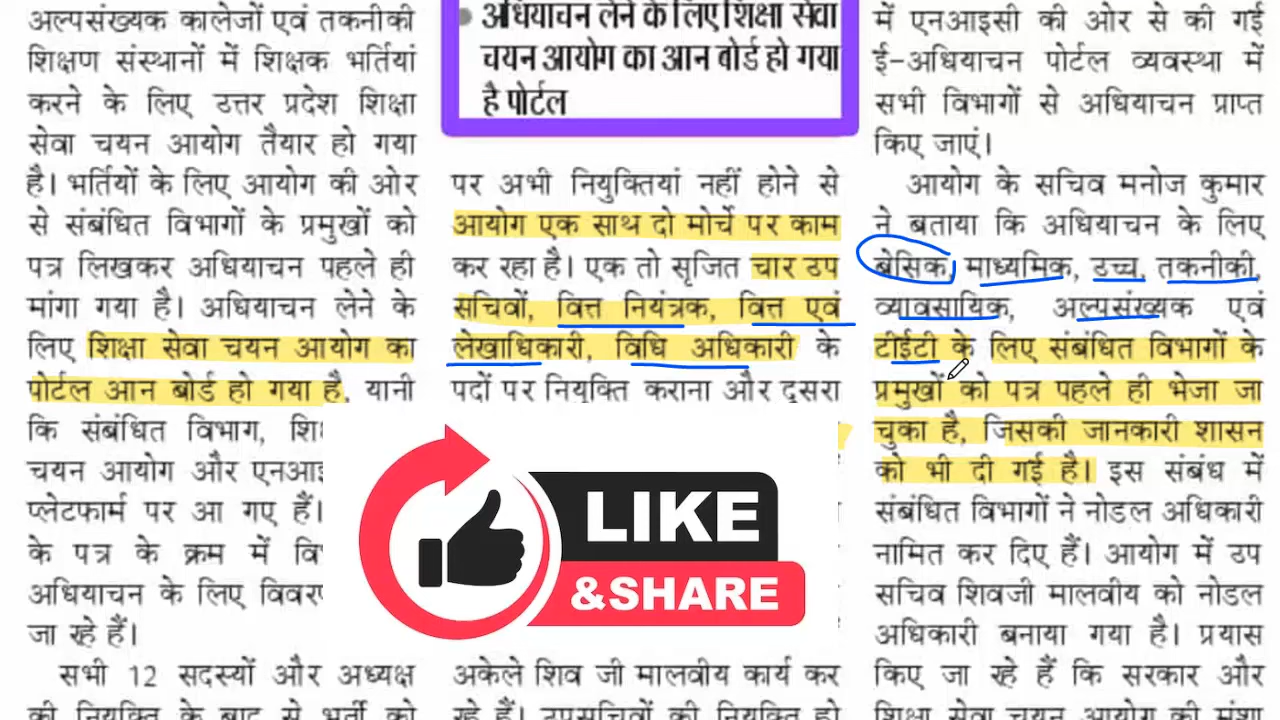 अल्पसंख्यक कालेजों एवं तकनीकी
शिक्षण संस्थानों में शिक्षक भर्तियां
करने के लिए उत्तर प्रदेश शिक्षा
सेवा चयन आयोग तैयार हो गया
है। भर्तियों के लिए आयोग की ओर
से संबंधित विभागों के प्रमुखों को
पत्र लिखकर अधियाचन पहले ही
मांगा गया है। अधियाचन लेने के
लिए शिक्षा सेवा चयन आयोग का
पोर्टल आन बोर्ड हो गया है, यानी
कि संबंधित विभाग,
चयन आयोग और
प्लेटफार्म पर आ गए हैं।
के पत्र के क्रम में
अधियाचन के लिए
जा रहे हैं।
सभी 12 सदस्यों और अध्यक्ष
की नियुक्ति के बाद से भर्ती को
अधियाचन लेने के लिए शिक्षा सेवा
चयन आयोग का आन बोर्ड हो गया
है पोर्टल
पर अभी नियुक्तियां नहीं होने से
आयोग एक साथ दो मोर्चे पर काम
कर रहा है। एक तो सृजित चार उप
सचिवों, वित्त नियंत्रक, वित्त एवं
लेखाधिकारी, विधि अधिकारी के
पदों पर नियुक्ति कराना और दूसरा
LIKE
&SHARE
अकेले शिव जी मालवीय कार्य कर
रहे हैं। उपसचिवों की नियुक्ति हो
में एनआइसी की ओर से की गई
ई-अधियाचन पोर्टल व्यवस्था में
सभी विभागों से अधियाचन प्राप्त
किए जाएं।
आयोग के सचिव मनोज कुमार
ने बताया कि अधियाचन के लिए
बेसिक, माध्यमिक, उच्च, तकनीकी,
व्यावसायिक, अल्पसंख्यक एवं
टीईटी के लिए संबंधित विभागों के
प्रमुखों को पत्र पहले ही भेजा जा
चुका है, जिसकी जानकारी शासन
को भी दी गई है। इस संबंध में
संबंधित विभागों ने नोडल अधिकारी
नामित कर दिए हैं। आयोग में उप
सचिव शिवजी मालवीय को नोडल
अधिकारी बनाया गया है। प्रयास
किए जा रहे हैं कि सरकार और
शिक्षा सेवा चयन आयोग की मंशा